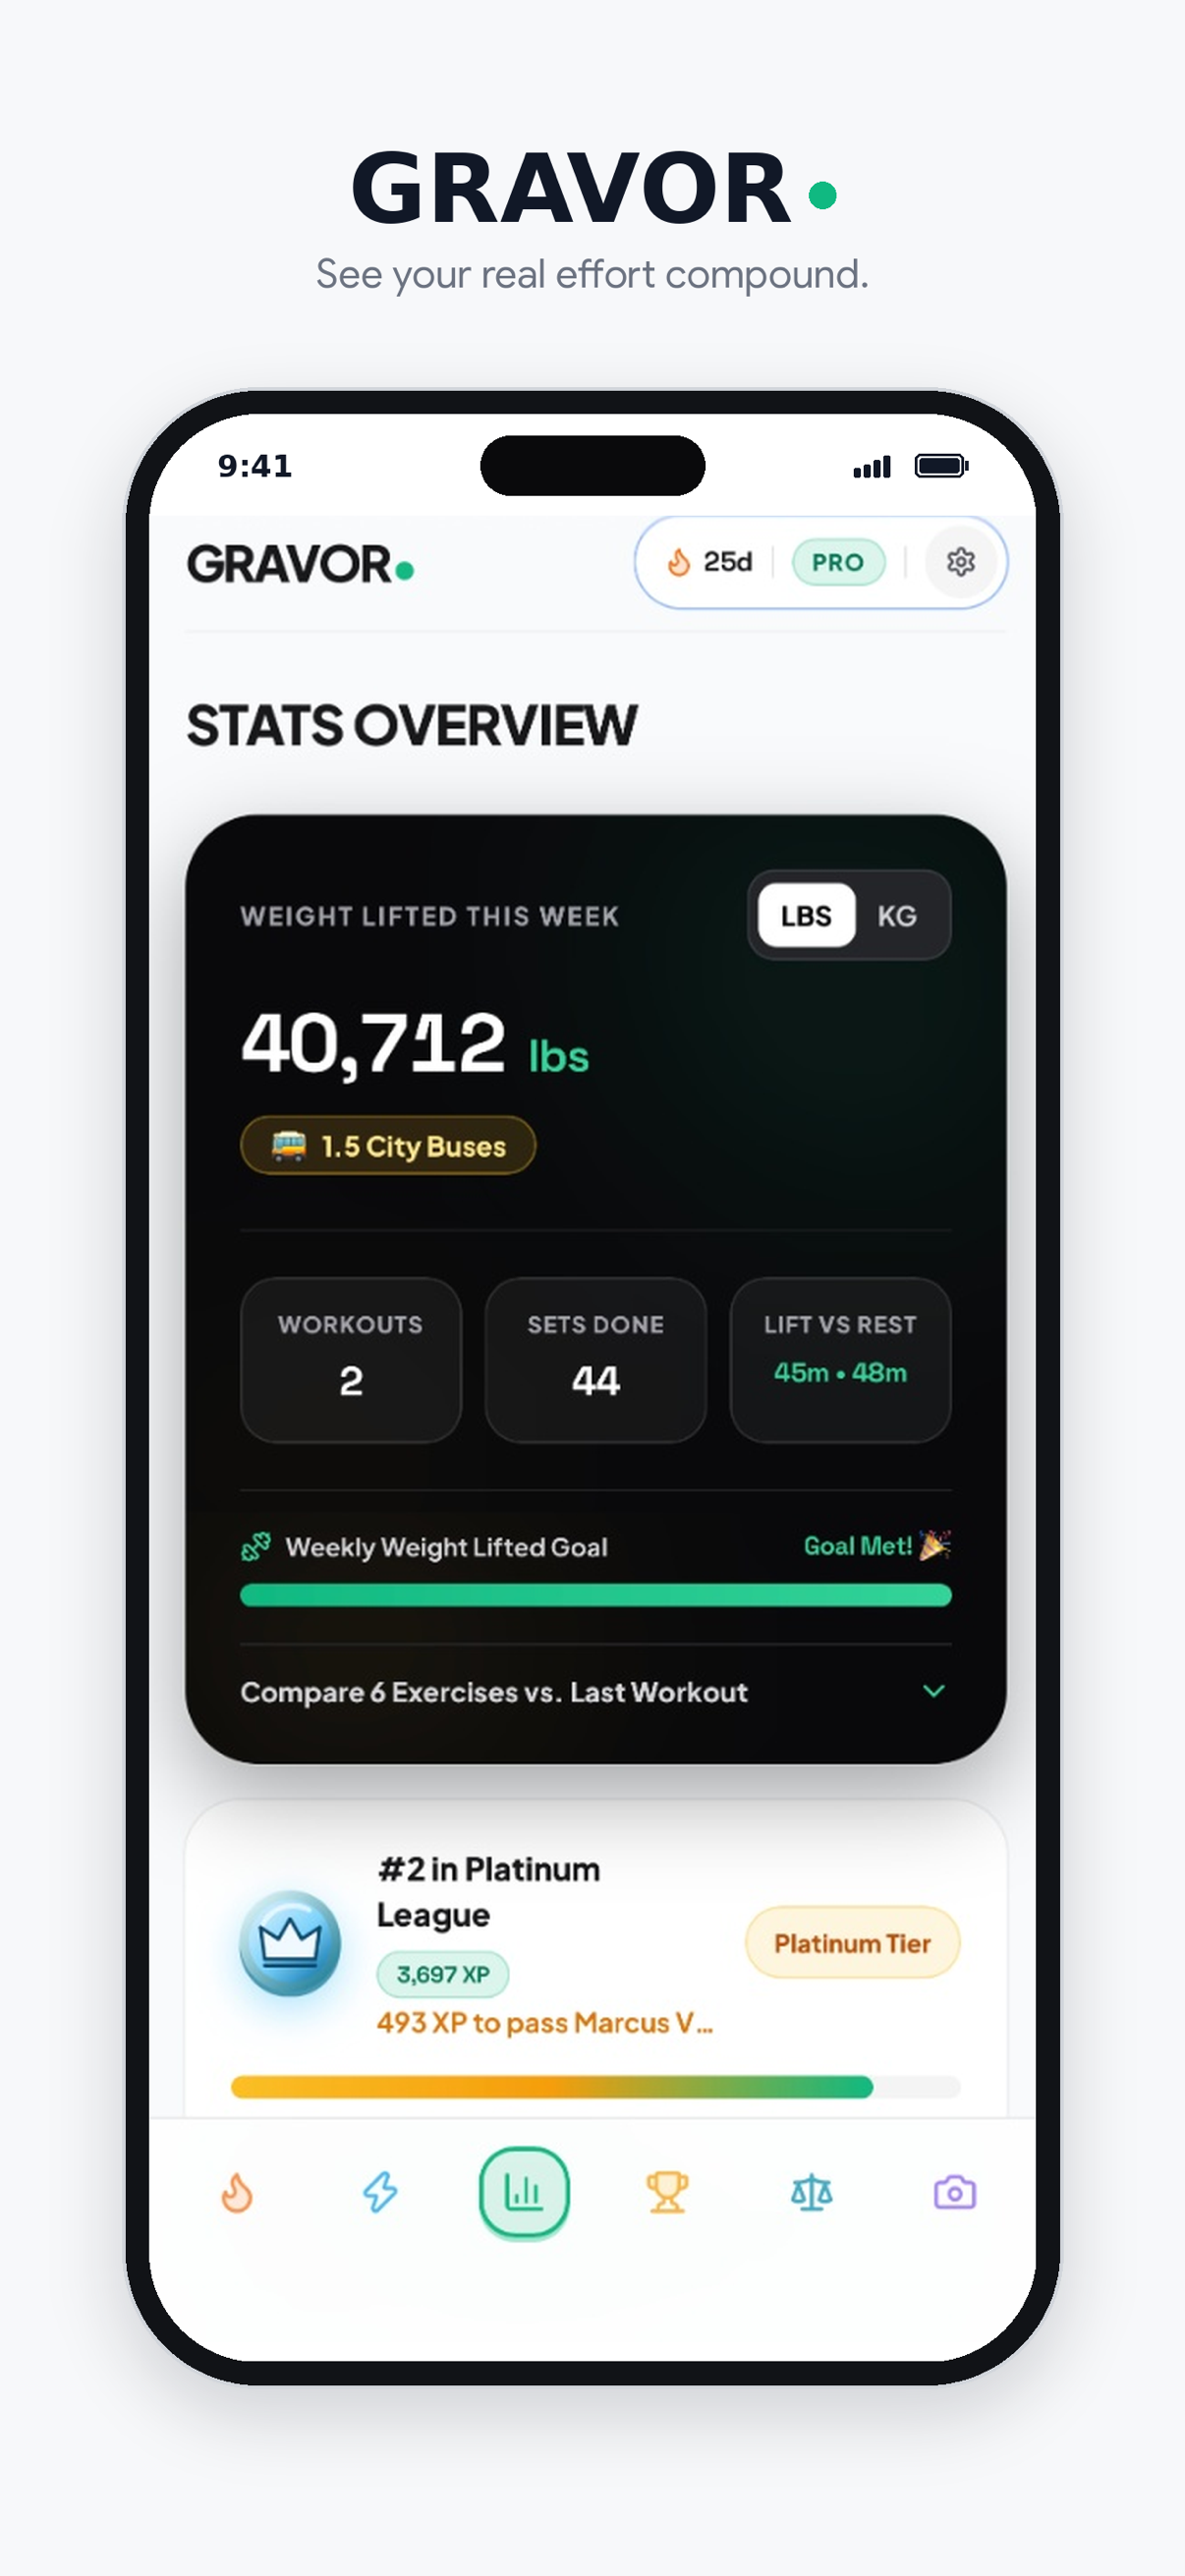 GRAVOR
See your real effort compound.
9:41
GRAVOR
25d PRO
STATS OVERVIEW
WEIGHT LIFTED THIS WEEK LBS KG
40,712 lbs
1.5 City Buses
WORKOUTS SETS DONE LIFT VS REST
2 44 45m • 48m
Weekly Weight Lifted Goal Goal Met!
Compare 6 Exercises vs. Last Workout
#2 in Platinum
League
Platinum Tier
3,697 XP
493 XP to pass Marcus V...